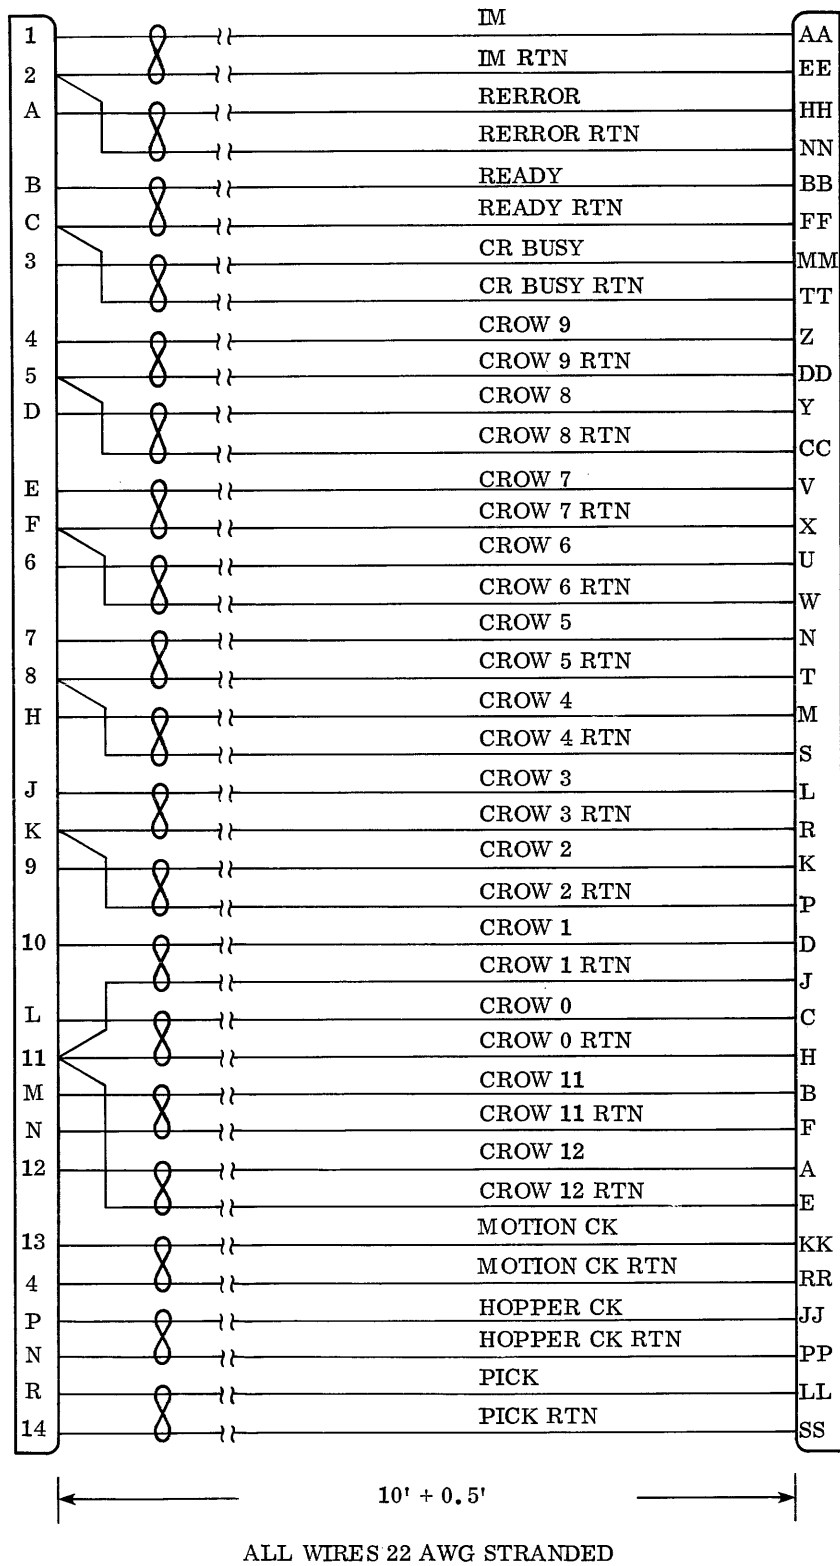 1 IM AA
2 IM RTN EE
A RERROR HH
RERROR RTN NN
B READY BB
C READY RTN FF
3 CR BUSY MM
CR BUSY RTN TT
4 CROW 9 Z
5 CROW 9 RTN DD
D CROW 8 Y
CROW 8 RTN CC
E CROW 7 V
F CROW 7 RTN X
6 CROW 6 U
CROW 6 RTN W
7 CROW 5 N
8 CROW 5 RTN T
H CROW 4 M
CROW 4 RTN S
J CROW 3 L
K CROW 3 RTN R
9 CROW 2 K
CROW 2 RTN P
10 CROW 1 D
CROW 1 RTN J
L CROW 0 C
11 CROW 0 RTN H
M CROW 11 B
N CROW 11 RTN F
12 CROW 12 A
CROW 12 RTN E
13 MOTION CK KK
4 MOTION CK RTN RR
P HOPPER CK JJ
N HOPPER CK RTN PP
R PICK LL
14 PICK RTN SS
10' + 0.5'
ALL WIRES 22 AWG STRANDED